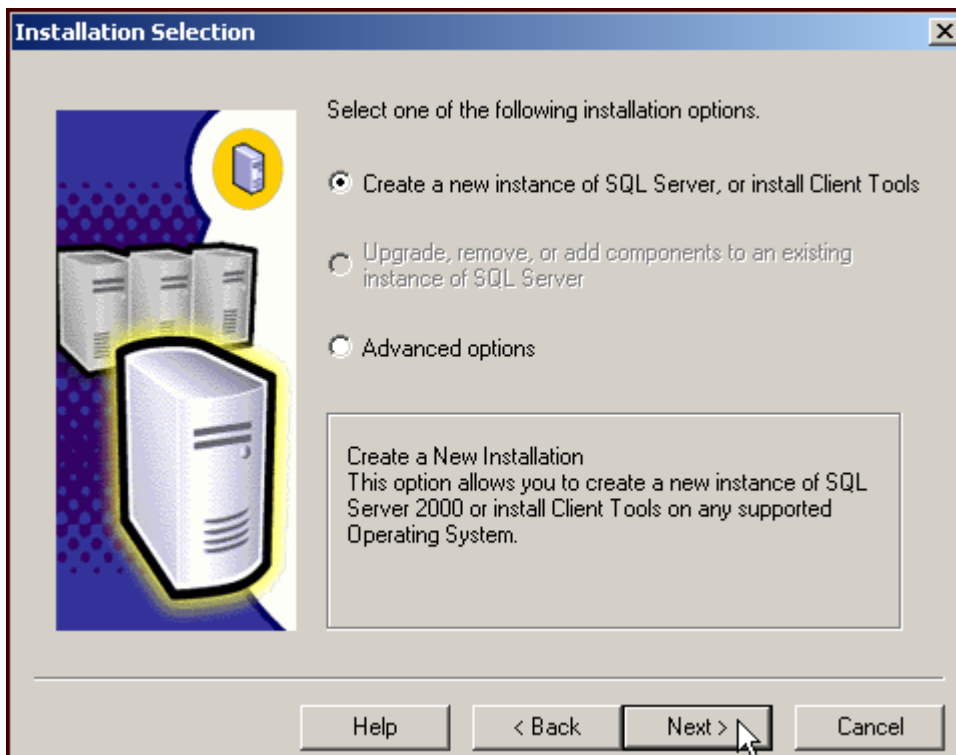 Installation Selection
Select one of the following installation options.
Create a new instance of SQL Server, or install Client Tools
Upgrade, remove, or add components to an existing
instance of SQL Server
Advanced options
Create a New Installation
This option allows you to create a new instance of SQL
Server 2000 or install Client Tools on any supported
Operating System.
Help
< Back
Next >
Cancel